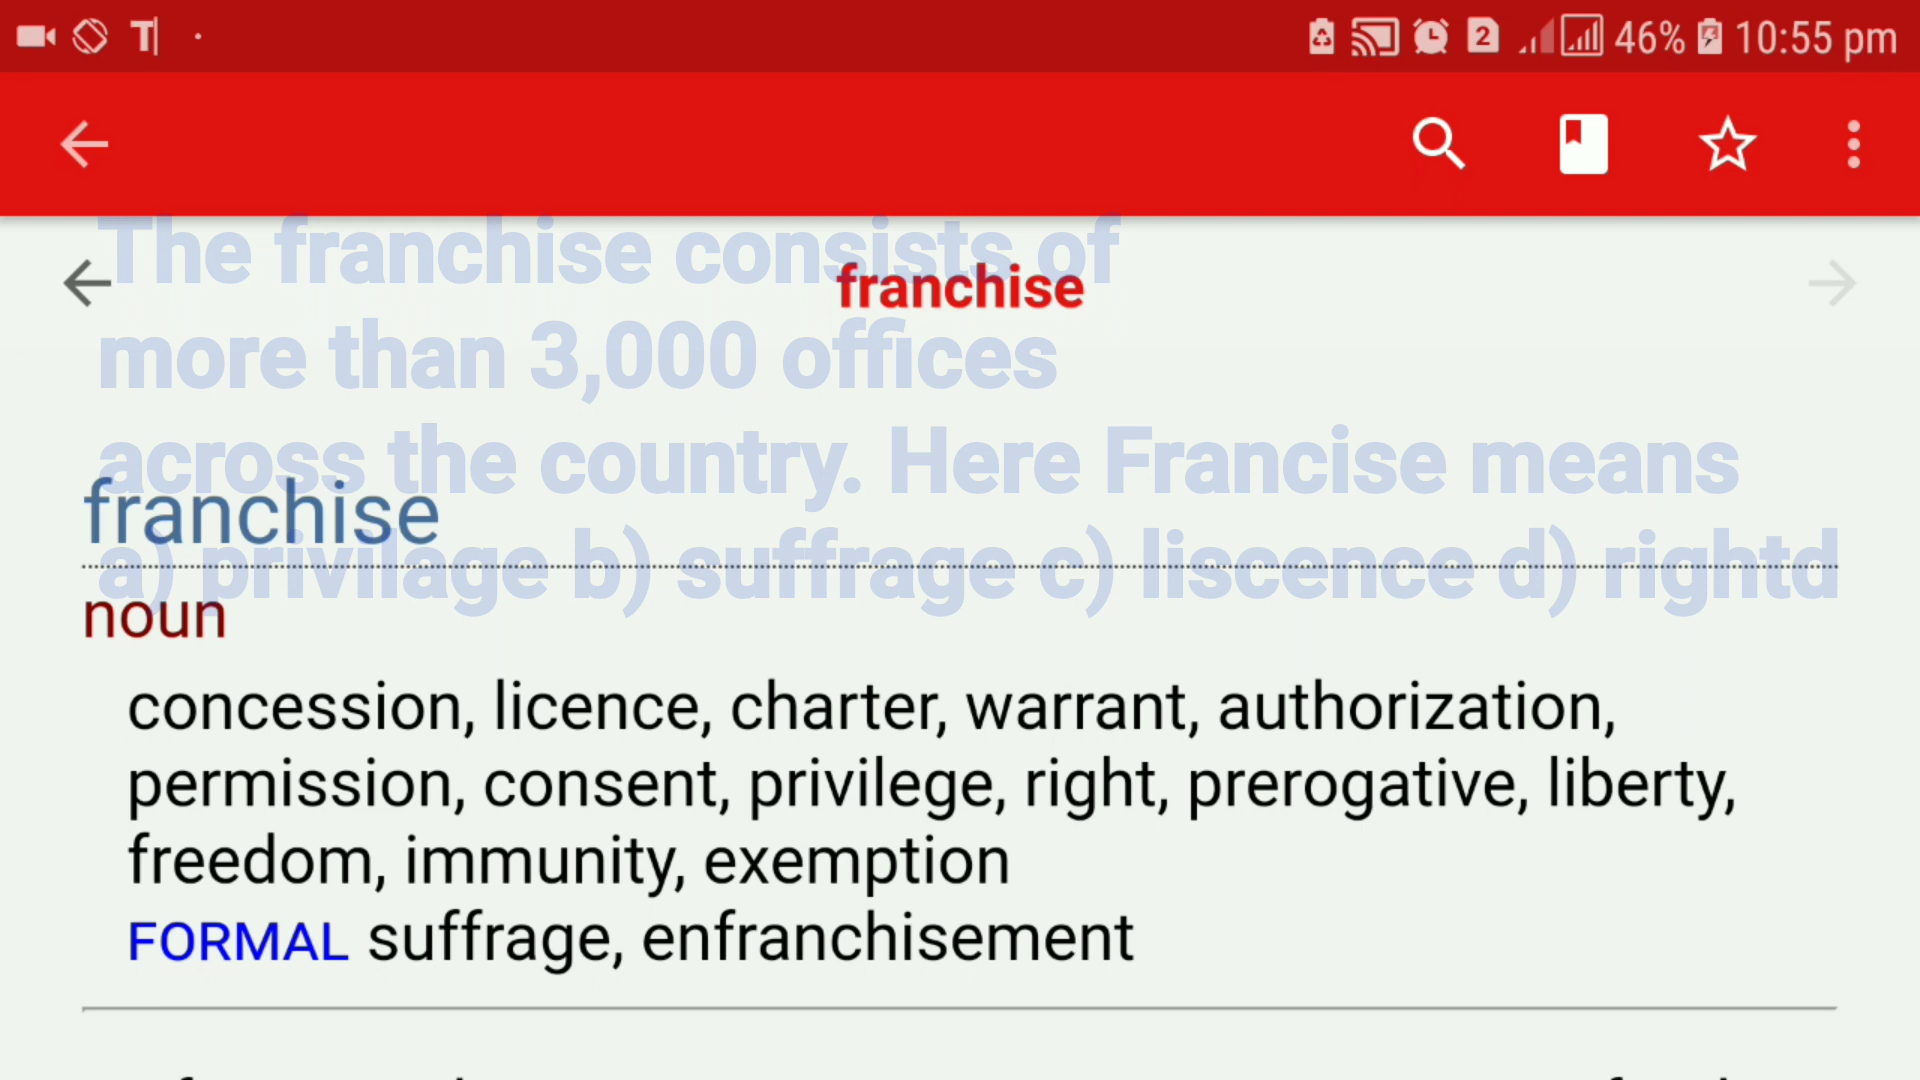 T
2 46% 10:55 pm
The franchise consists of
franchise
more than 3,000 offices
across the country. Here Francise means
franchise
a) privilage b) suffrage c) liscence d) rightd
noun
concession, licence, charter, warrant, authorization,
permission, consent, privilege, right, prerogative, liberty,
freedom, immunity, exemption
FORMAL suffrage, enfranchisement